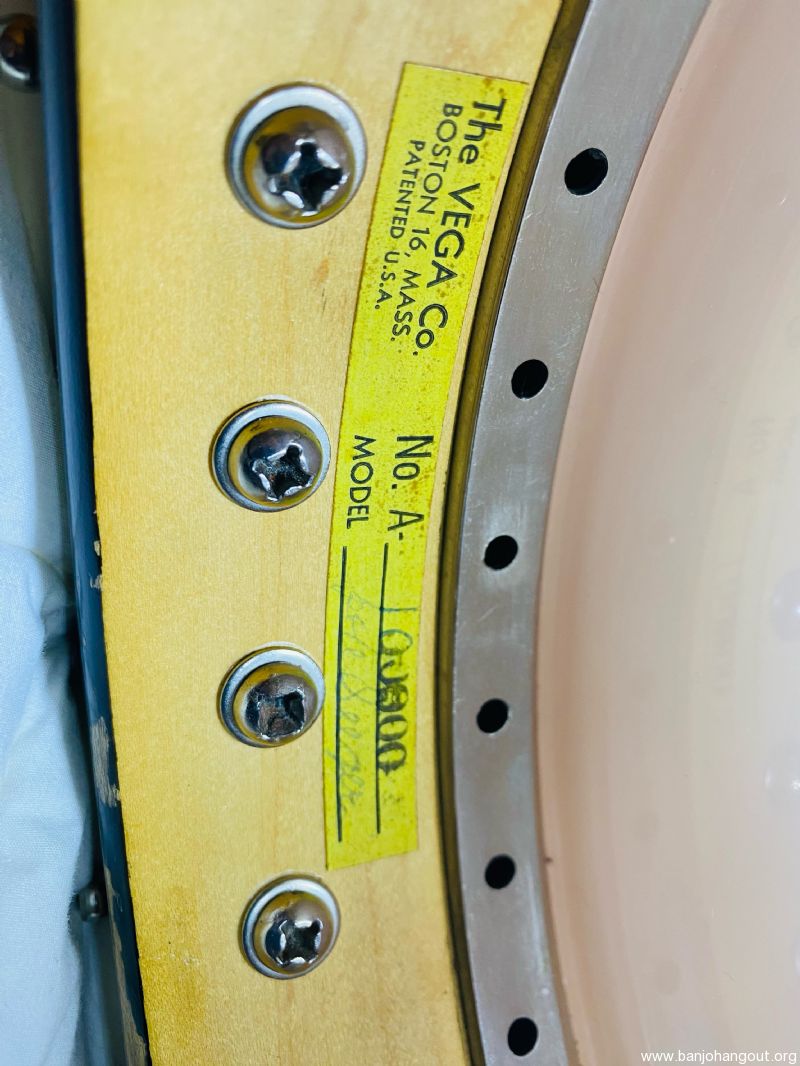 The VEGA Co.
BOSTON 16, MASS.
PATENTED U.S.A.
No. A-
MODEL
www.banjohangout.org